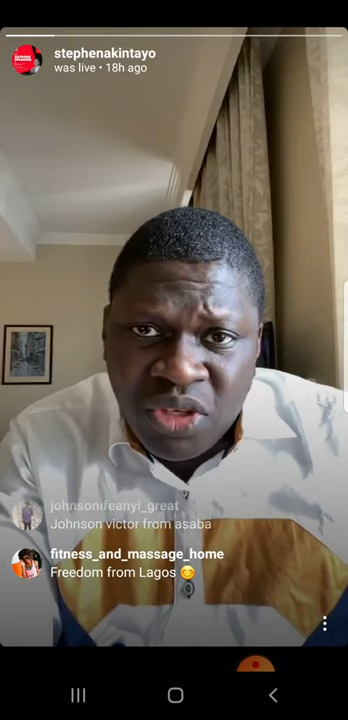 stephenakintayo
was live • 18h ago
johnsonifeanyi_great
Johnson victor from asaba
fitness_and_massage_home
Freedom from Lagos 😊